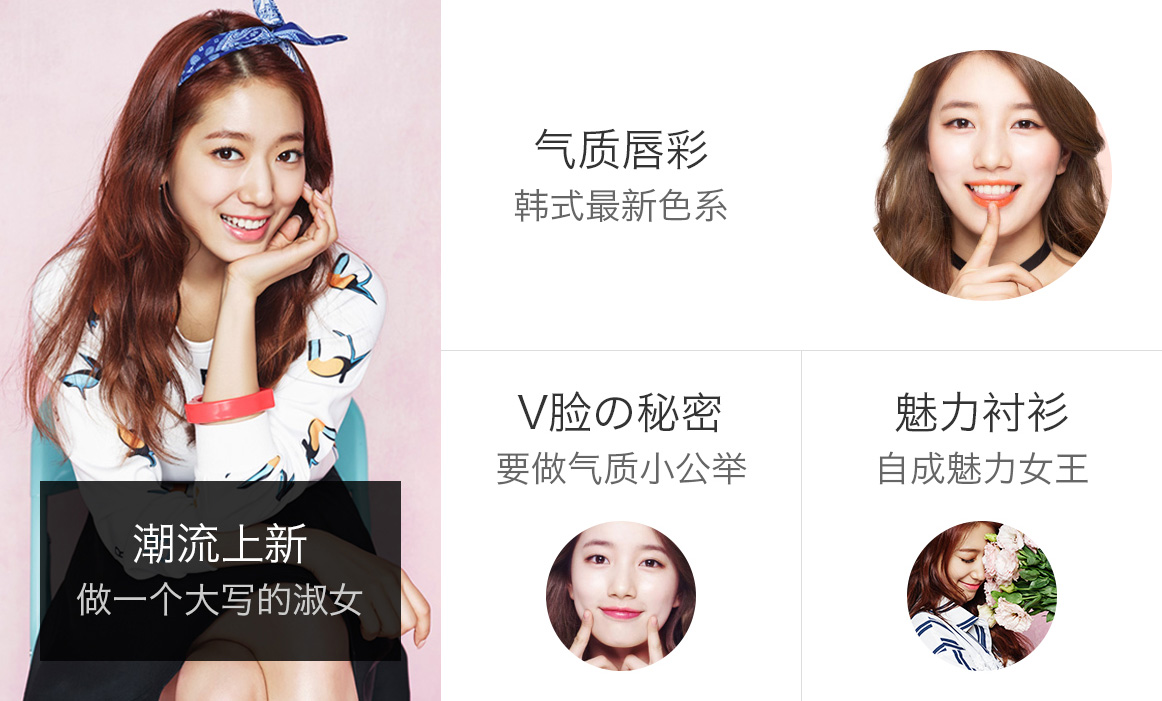 潮流上新
做一个大写的淑女
气质唇彩
韩式最新色系
V脸の秘密
要做气质小公举
魅力衬衫
自成魅力女王